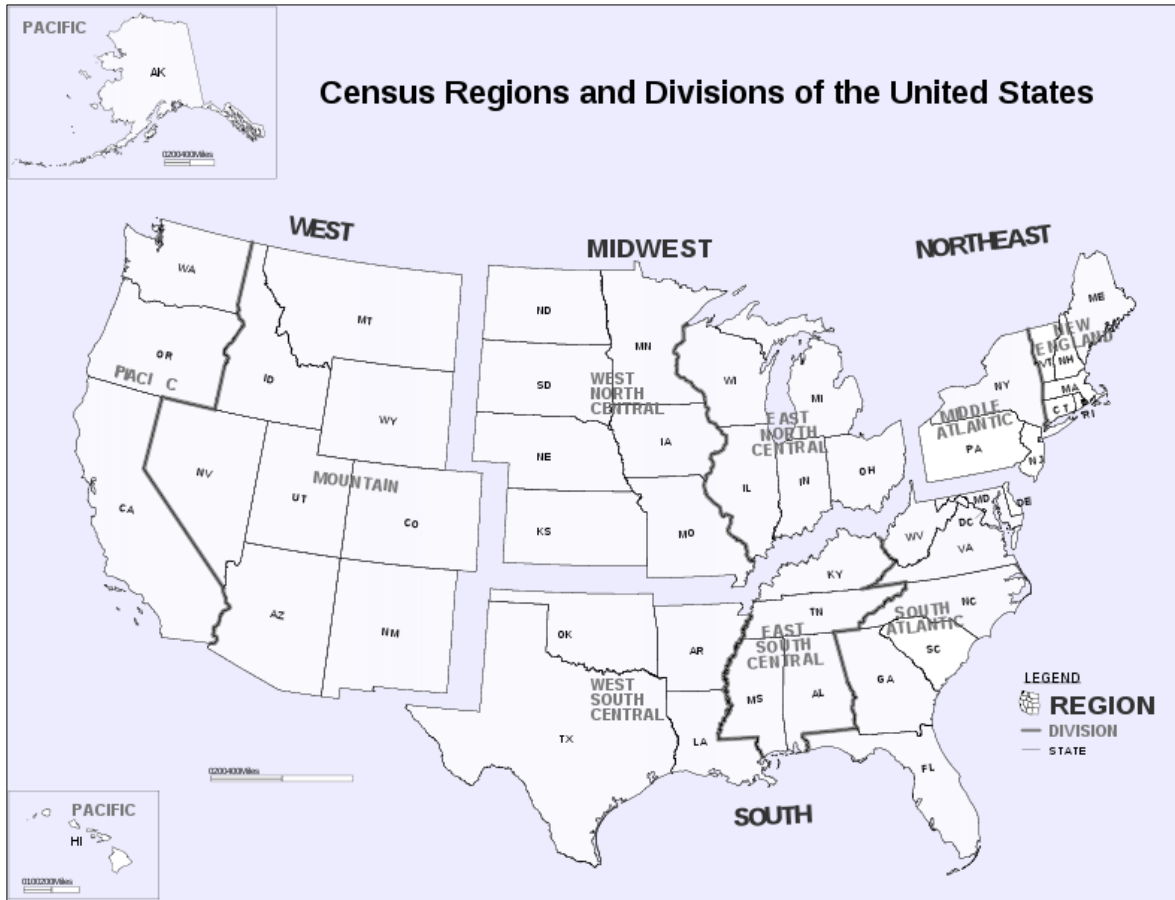 PACIFIC
AK
0200400Miles
Census Regions and Divisions of the United States
WEST
MIDWEST
NORTHEAST
WA
MT
ND
MN
ME
OR
ID
SD
WI
MI
NY
VT
NH
NEW
ENGLAND
PIACI C
WY
WEST
NORTH
CENTRAL
EAST
NORTH
CENTRAL
MA
CT
RI
MIDDLE
ATLANTIC
NV
UT
MOUNTAIN
NE
IA
IL
IN
OH
PA
NJ
CA
CO
KS
MO
WV
MD
DE
DC
VA
KY
AZ
NM
OK
AR
TN
NC
SOUTH
ATLANTIC
EAST
SOUTH
CENTRAL
SC
WEST
SOUTH
CENTRAL
TX
LA
MS
AL
GA
FL
LEGEND
REGION
DIVISION
STATE
0200400Miles
SOUTH
PACIFIC
HI
0100200Miles